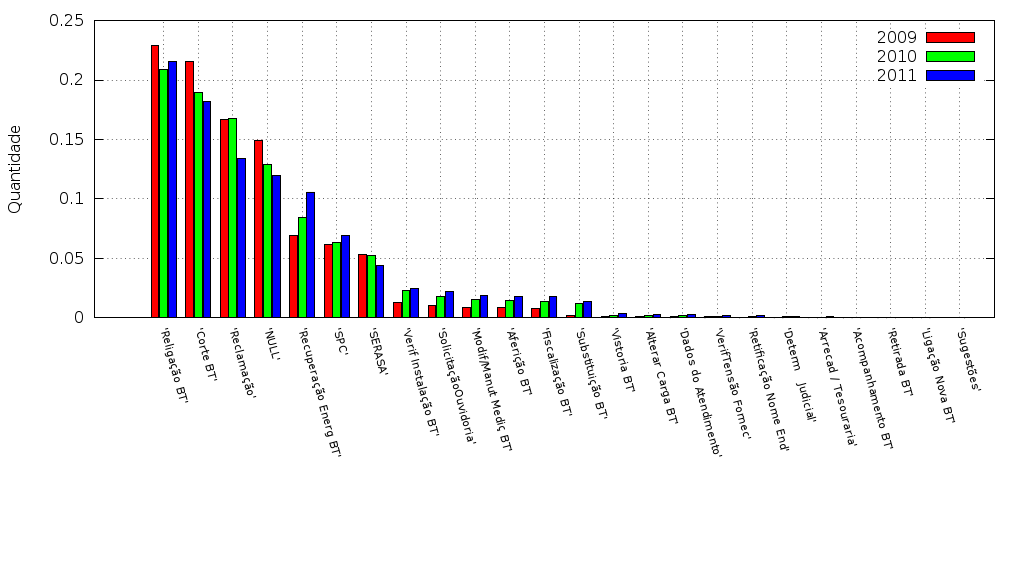 0.25
0.2
0.15
0.1
0.05
0
Quantidade
2009
2010
2011
'Religação BT'
'Corte BT'
'Reclamação'
'NULL'
'Recuperação Energ BT'
'SPC'
'SERASA'
'Verif Instalação BT'
'SolicitaçãoOuvidoria'
'Modif/Manut Mediç BT'
'Aferição BT'
'Fiscalização BT'
'Substituição BT'
'Vistoria BT'
'Alterar Carga BT'
'Dados do Atendimento'
'VerifTensão Fornec'
'Retificação Nome End'
'Determ   Judicial'
'Arrecad / Tesouraria'
'Acompanhamento BT'
'Retirada BT'
'Ligação Nova BT'
'Sugestões'